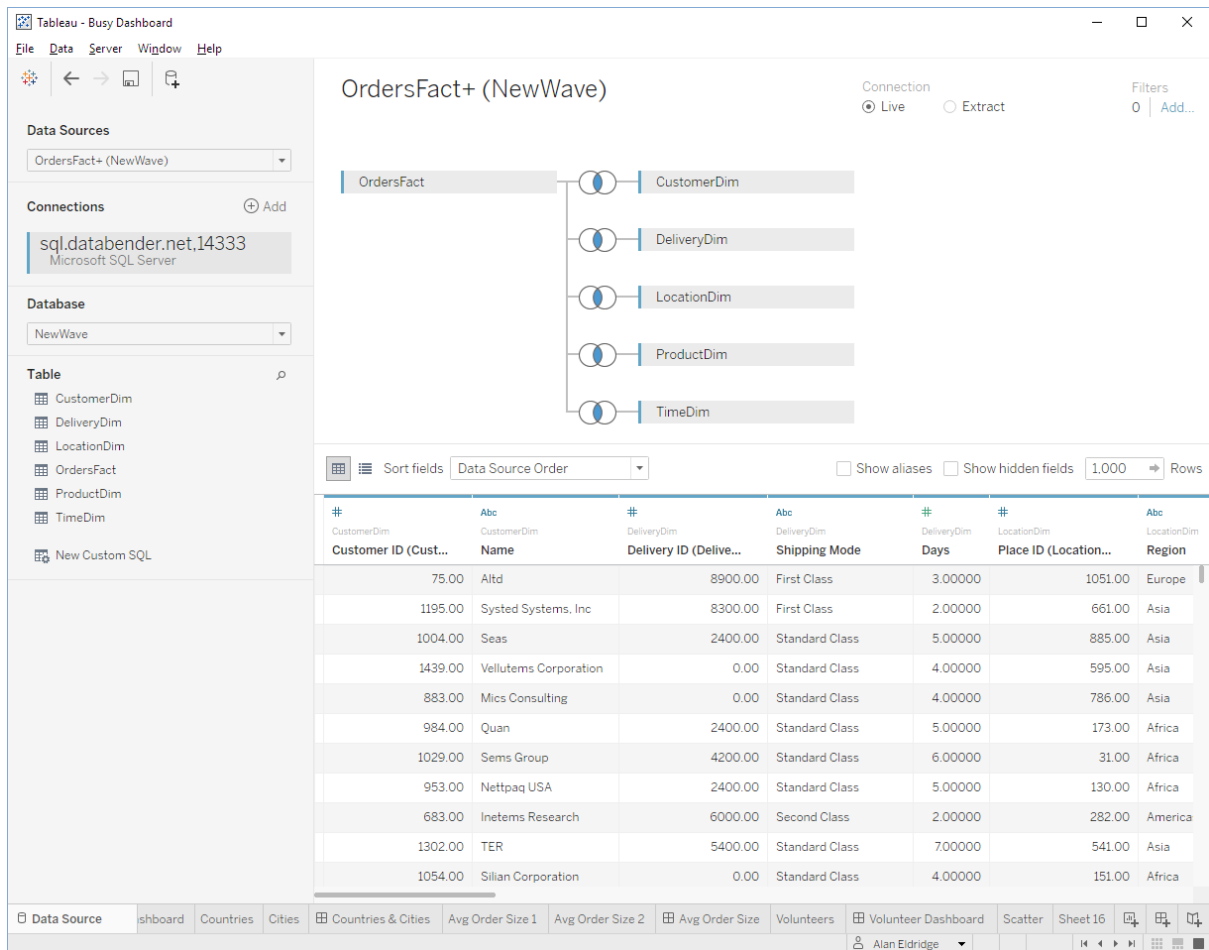 Tableau - Busy Dashboard
File Data Server Window Help
OrdersFact+ (NewWave)
Connection
Live Extract
Filters
0 Add...
Data Sources
OrdersFact+ (NewWave)
Connections Add
sql.databender.net,14333
Microsoft SQL Server
Database
NewWave
Table
CustomerDim
DeliveryDim
LocationDim
OrdersFact
ProductDim
TimeDim
New Custom SQL
OrdersFact CustomerDim
DeliveryDim
LocationDim
ProductDim
TimeDim
Sort fields Data Source Order Show aliases Show hidden fields 1,000 Rows
# Abc # Abc # # Abc
CustomerDim CustomerDim DeliveryDim DeliveryDim DeliveryDim LocationDim LocationDim
Customer ID (Cust... Name Delivery ID (Delive... Shipping Mode Days Place ID (Location... Region
75.00 Altd 8900.00 First Class 3.00000 1051.00 Europe
1195.00 Systed Systems, Inc 8300.00 First Class 2.00000 661.00 Asia
1004.00 Seas 2400.00 Standard Class 5.00000 885.00 Asia
1439.00 Vellutems Corporation 0.00 Standard Class 4.00000 595.00 Asia
883.00 Mics Consulting 0.00 Standard Class 4.00000 786.00 Asia
984.00 Quan 2400.00 Standard Class 5.00000 173.00 Africa
1029.00 Sems Group 4200.00 Standard Class 6.00000 31.00 Africa
953.00 Nettpaq USA 2400.00 Standard Class 5.00000 130.00 Africa
683.00 Inetems Research 6000.00 Second Class 2.00000 282.00 Americas
1302.00 TER 5400.00 Standard Class 7.00000 541.00 Asia
1054.00 Silian Corporation 0.00 Standard Class 4.00000 151.00 Africa
Data Source shboard Countries Cities Countries & Cities Avg Order Size 1 Avg Order Size 2 Avg Order Size Volunteers Volunteer Dashboard Scatter Sheet 16
Alan Eldridge